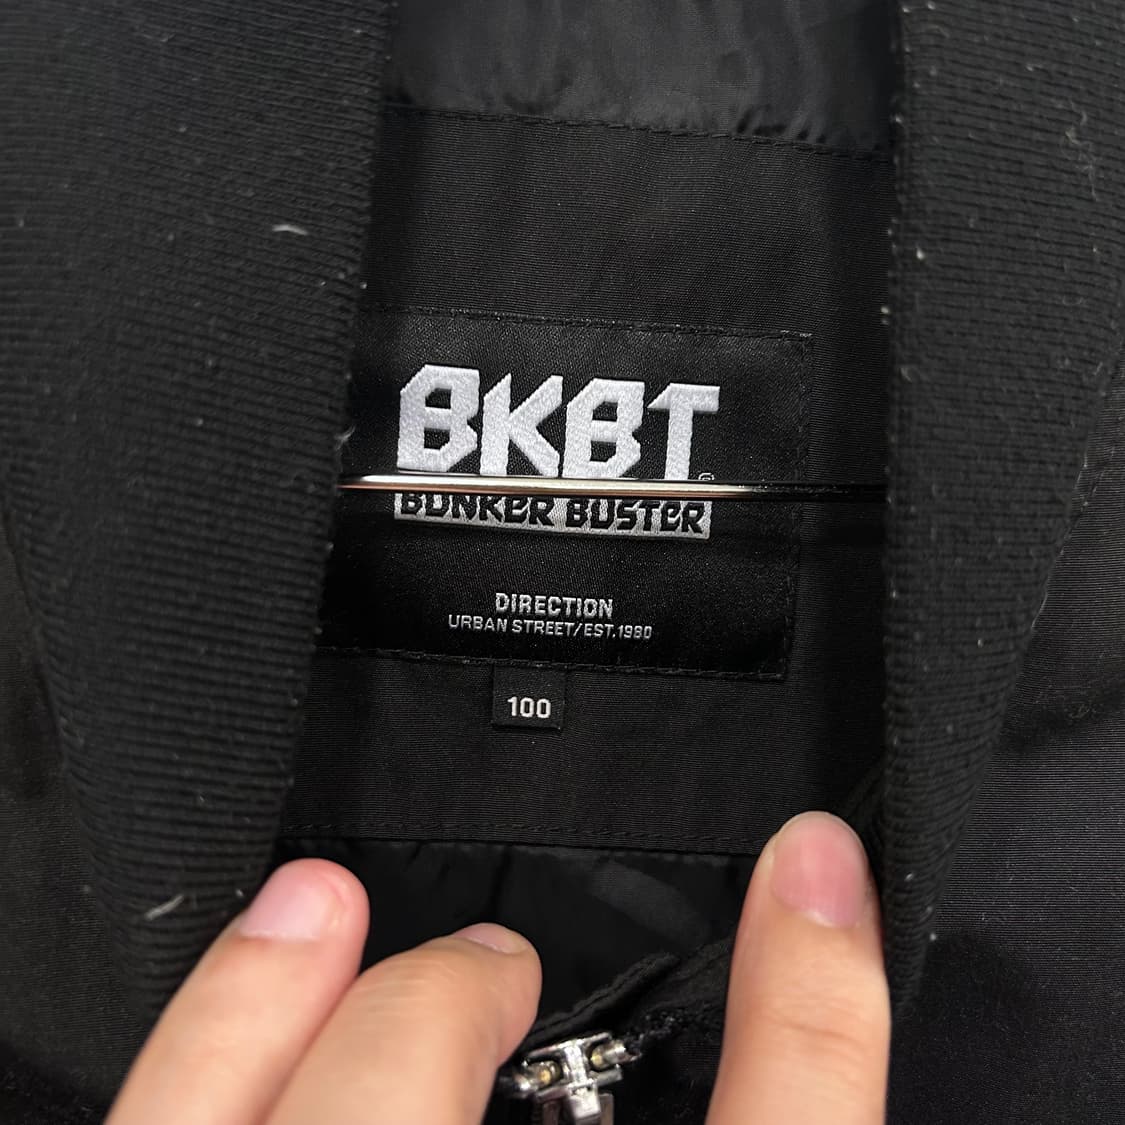 BKBT
BUNKER BUSTER
DIRECTION
URBAN STREET/EST.1980
100